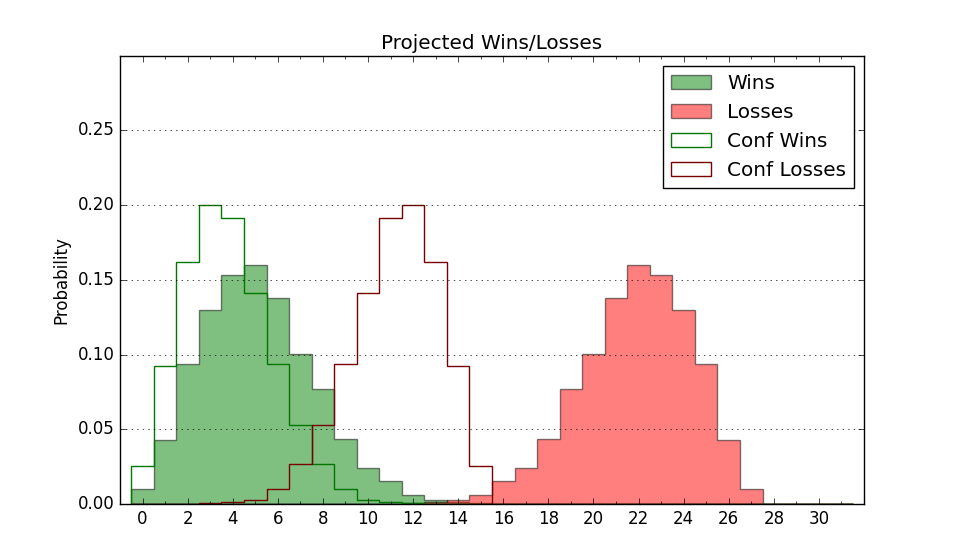 Projected Wins/Losses
Wins
Losses
Conf Wins
Conf Losses
Probability
0.25
0.20
0.15
0.10
0.05
0.00
0 2 4 6 8 10 12 14 16 18 20 22 24 26 28 30